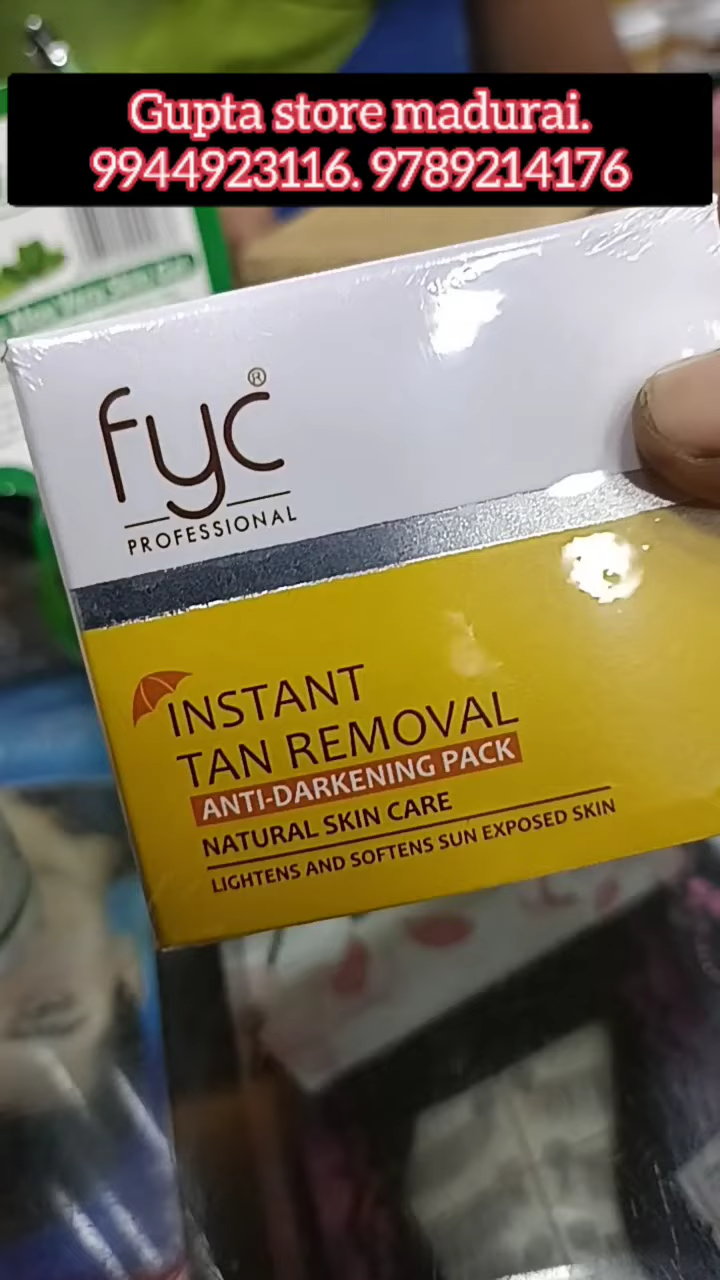 Gupta store madurai.
9944923116. 9789214176
fyc®
PROFESSIONAL
INSTANT
TAN REMOVAL
ANTI-DARKENING PACK
NATURAL SKIN CARE
LIGHTENS AND SOFTENS SUN EXPOSED SKIN